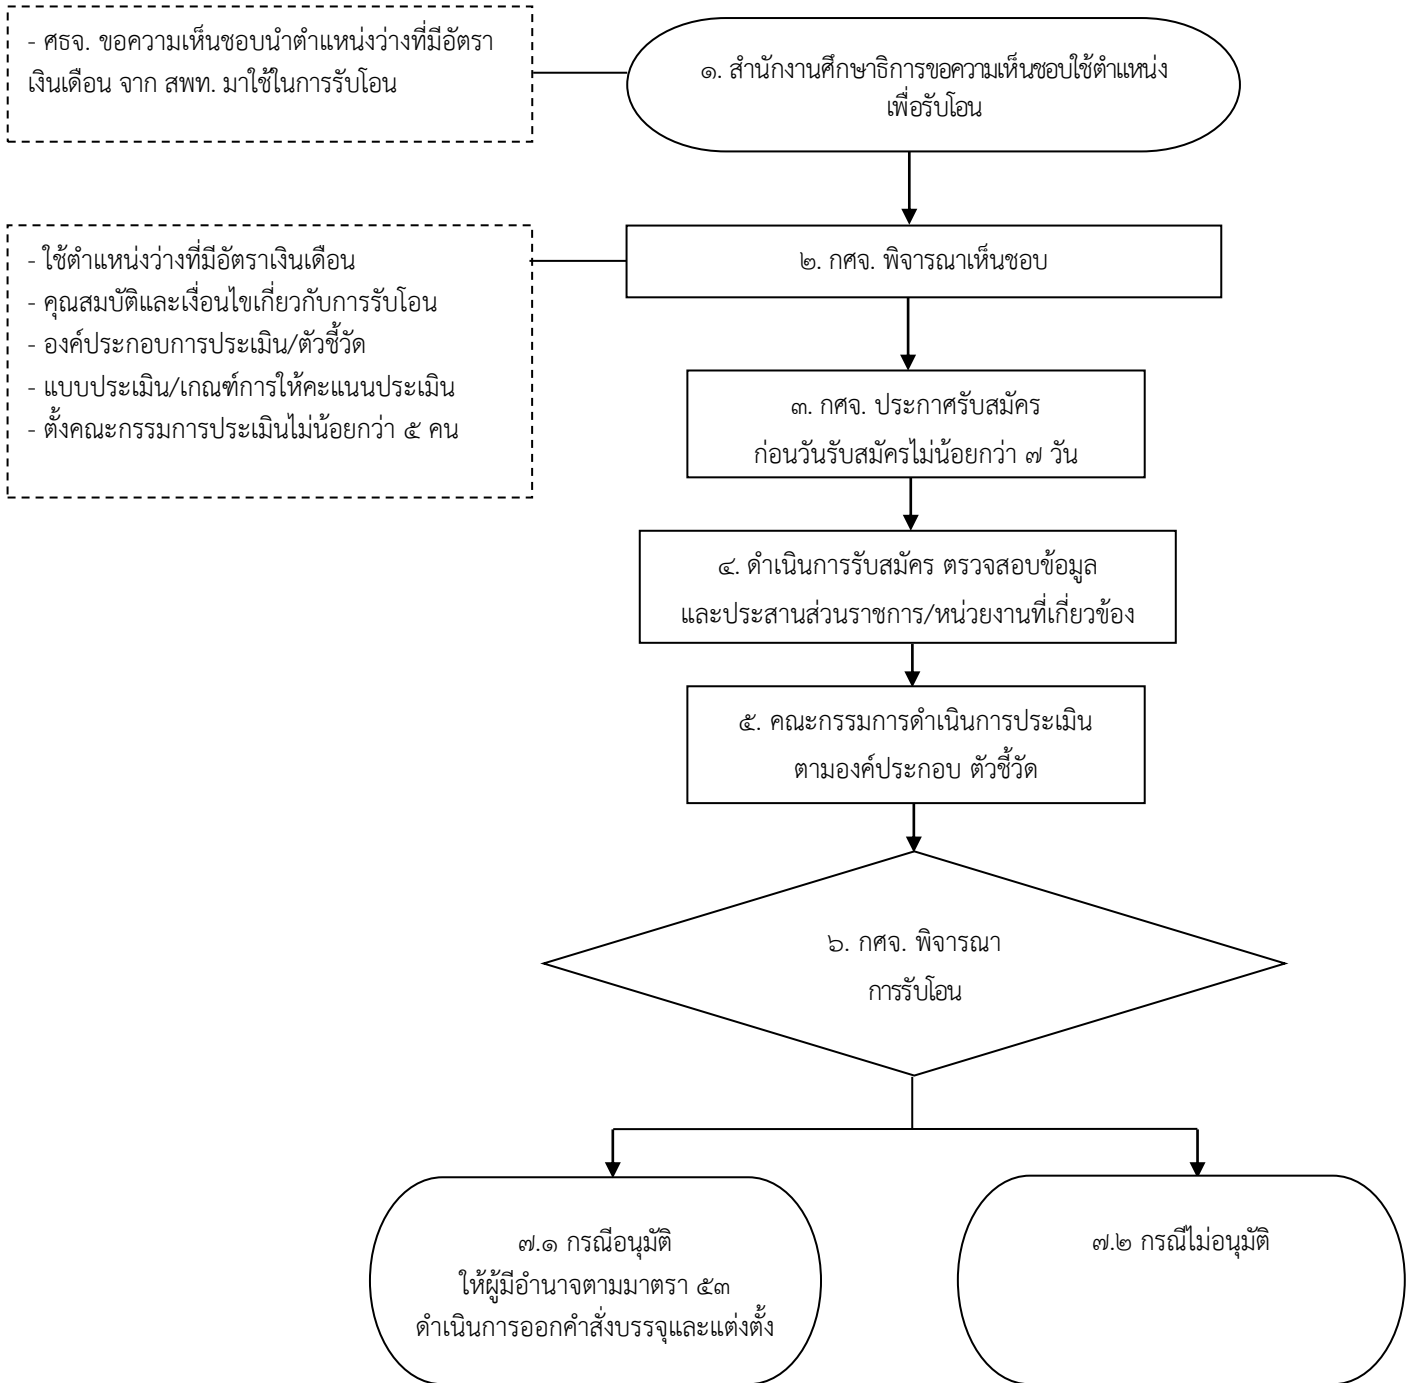 - ศธจ. ขอความเห็นชอบนำตำแหน่งว่างที่มีอัตรา
เงินเดือน จาก สพท. มาใช้ในการรับโอน
๑. สำนักงานศึกษาธิการขอความเห็นชอบใช้ตำแหน่ง
เพื่อรับโอน
- ใช้ตำแหน่งว่างที่มีอัตราเงินเดือน
- คุณสมบัติและเงื่อนไขเกี่ยวกับการรับโอน
- องค์ประกอบการประเมิน/ตัวชี้วัด
- แบบประเมิน/เกณฑ์การให้คะแนนประเมิน
- ตั้งคณะกรรมการประเมินไม่น้อยกว่า ๕ คน
๒. กศจ. พิจารณาเห็นชอบ
๓. กศจ. ประกาศรับสมัคร
ก่อนวันรับสมัครไม่น้อยกว่า ๗ วัน
๔. ดำเนินการรับสมัคร ตรวจสอบข้อมูล
และประสานส่วนราชการ/หน่วยงานที่เกี่ยวข้อง
๕. คณะกรรมการดำเนินการประเมิน
ตามองค์ประกอบ ตัวชี้วัด
๖. กศจ. พิจารณา
การรับโอน
๗.๑ กรณีอนุมัติ
ให้ผู้มีอำนาจตามมาตรา ๕๓
ดำเนินการออกคำสั่งบรรจุและแต่งตั้ง
๗.๒ กรณีไม่อนุมัติ